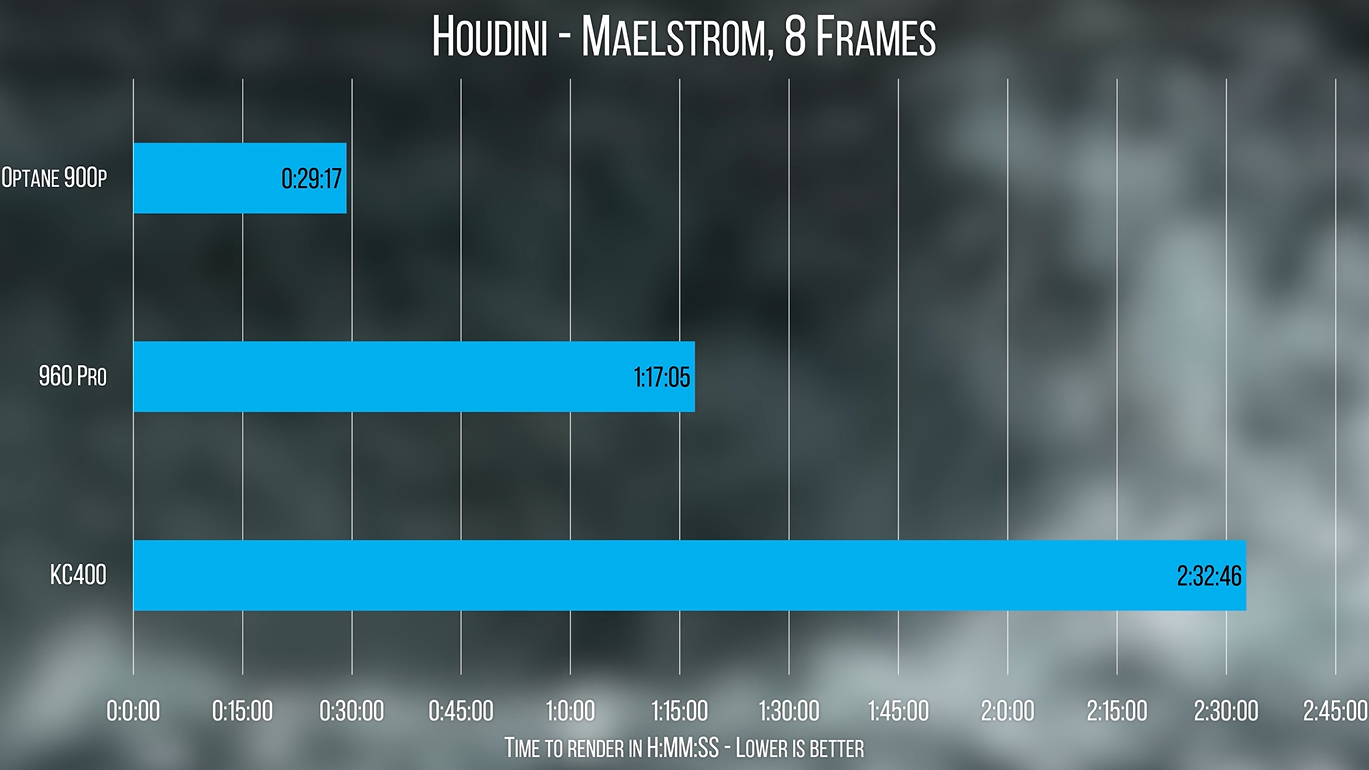 Houdini - Maelstrom, 8 Frames
Optane 900p
0:29:17
960 Pro
1:17:05
KC400
2:32:46
0:0:00 0:15:00 0:30:00 0:45:00 1:0:00 1:15:00 1:30:00 1:45:00 2:0:00 2:15:00 2:30:00 2:45:00
Time to render in H:MM:SS - Lower is better